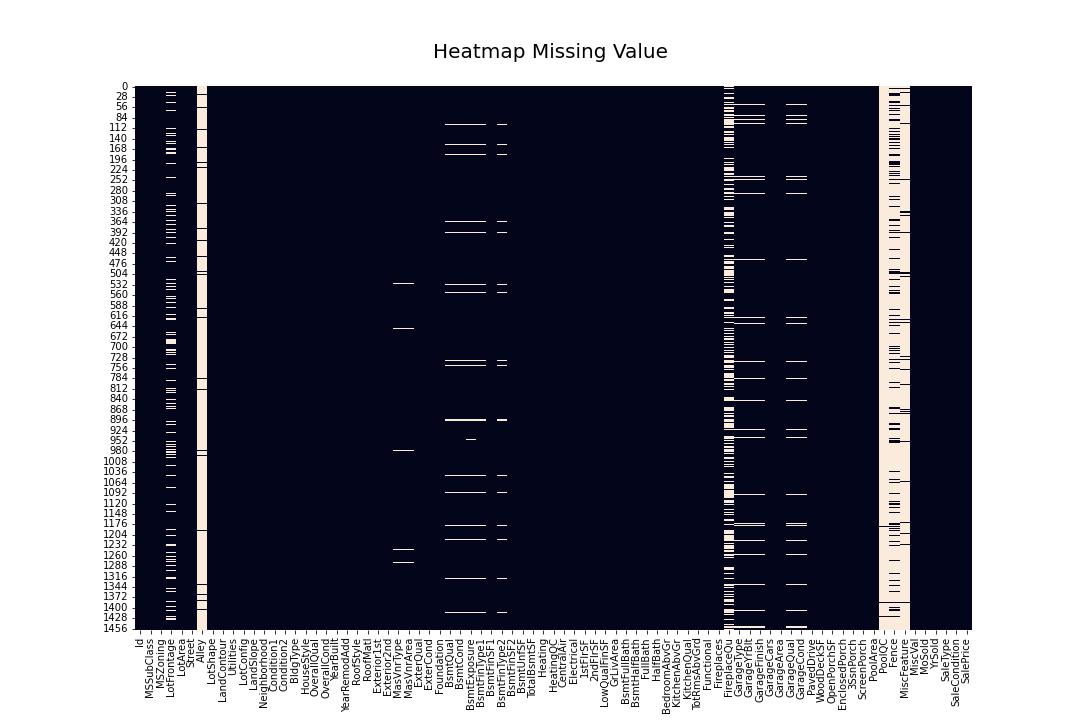 Heatmap Missing Value
0
28
56
84
112
140
168
196
224
252
280
308
336
364
392
420
448
476
504
532
560
588
616
644
672
700
728
756
784
812
840
868
896
924
952
980
1008
1036
1064
1092
1120
1148
1176
1204
1232
1260
1288
1316
1344
1372
1400
1428
1456
Id
MSSubClass
MSZoning
LotFrontage
LotArea
Street
Alley
LotShape
LandContour
Utilities
LotConfig
LandSlope
Neighborhood
Condition1
Condition2
BldgType
HouseStyle
OverallQual
OverallCond
YearBuilt
YearRemodAdd
RoofStyle
RoofMatl
Exterior1st
Exterior2nd
MasVnrType
MasVnrArea
ExterQual
ExterCond
Foundation
BsmtQual
BsmtCond
BsmtExposure
BsmtFinType1
BsmtFinSF1
BsmtFinType2
BsmtFinSF2
BsmtUnfSF
TotalBsmtSF
Heating
HeatingQC
CentralAir
Electrical
1stFlrSF
2ndFlrSF
LowQualFinSF
GrLivArea
BsmtFullBath
BsmtHalfBath
FullBath
HalfBath
BedroomAbvGr
KitchenAbvGr
KitchenQual
TotRmsAbvGrd
Functional
Fireplaces
FireplaceQu
GarageType
GarageYrBlt
GarageFinish
GarageCars
GarageArea
GarageQual
GarageCond
PavedDrive
WoodDeckSF
OpenPorchSF
EnclosedPorch
3SsnPorch
ScreenPorch
PoolArea
PoolQC
Fence
MiscFeature
MiscVal
MoSold
YrSold
SaleType
SaleCondition
SalePrice